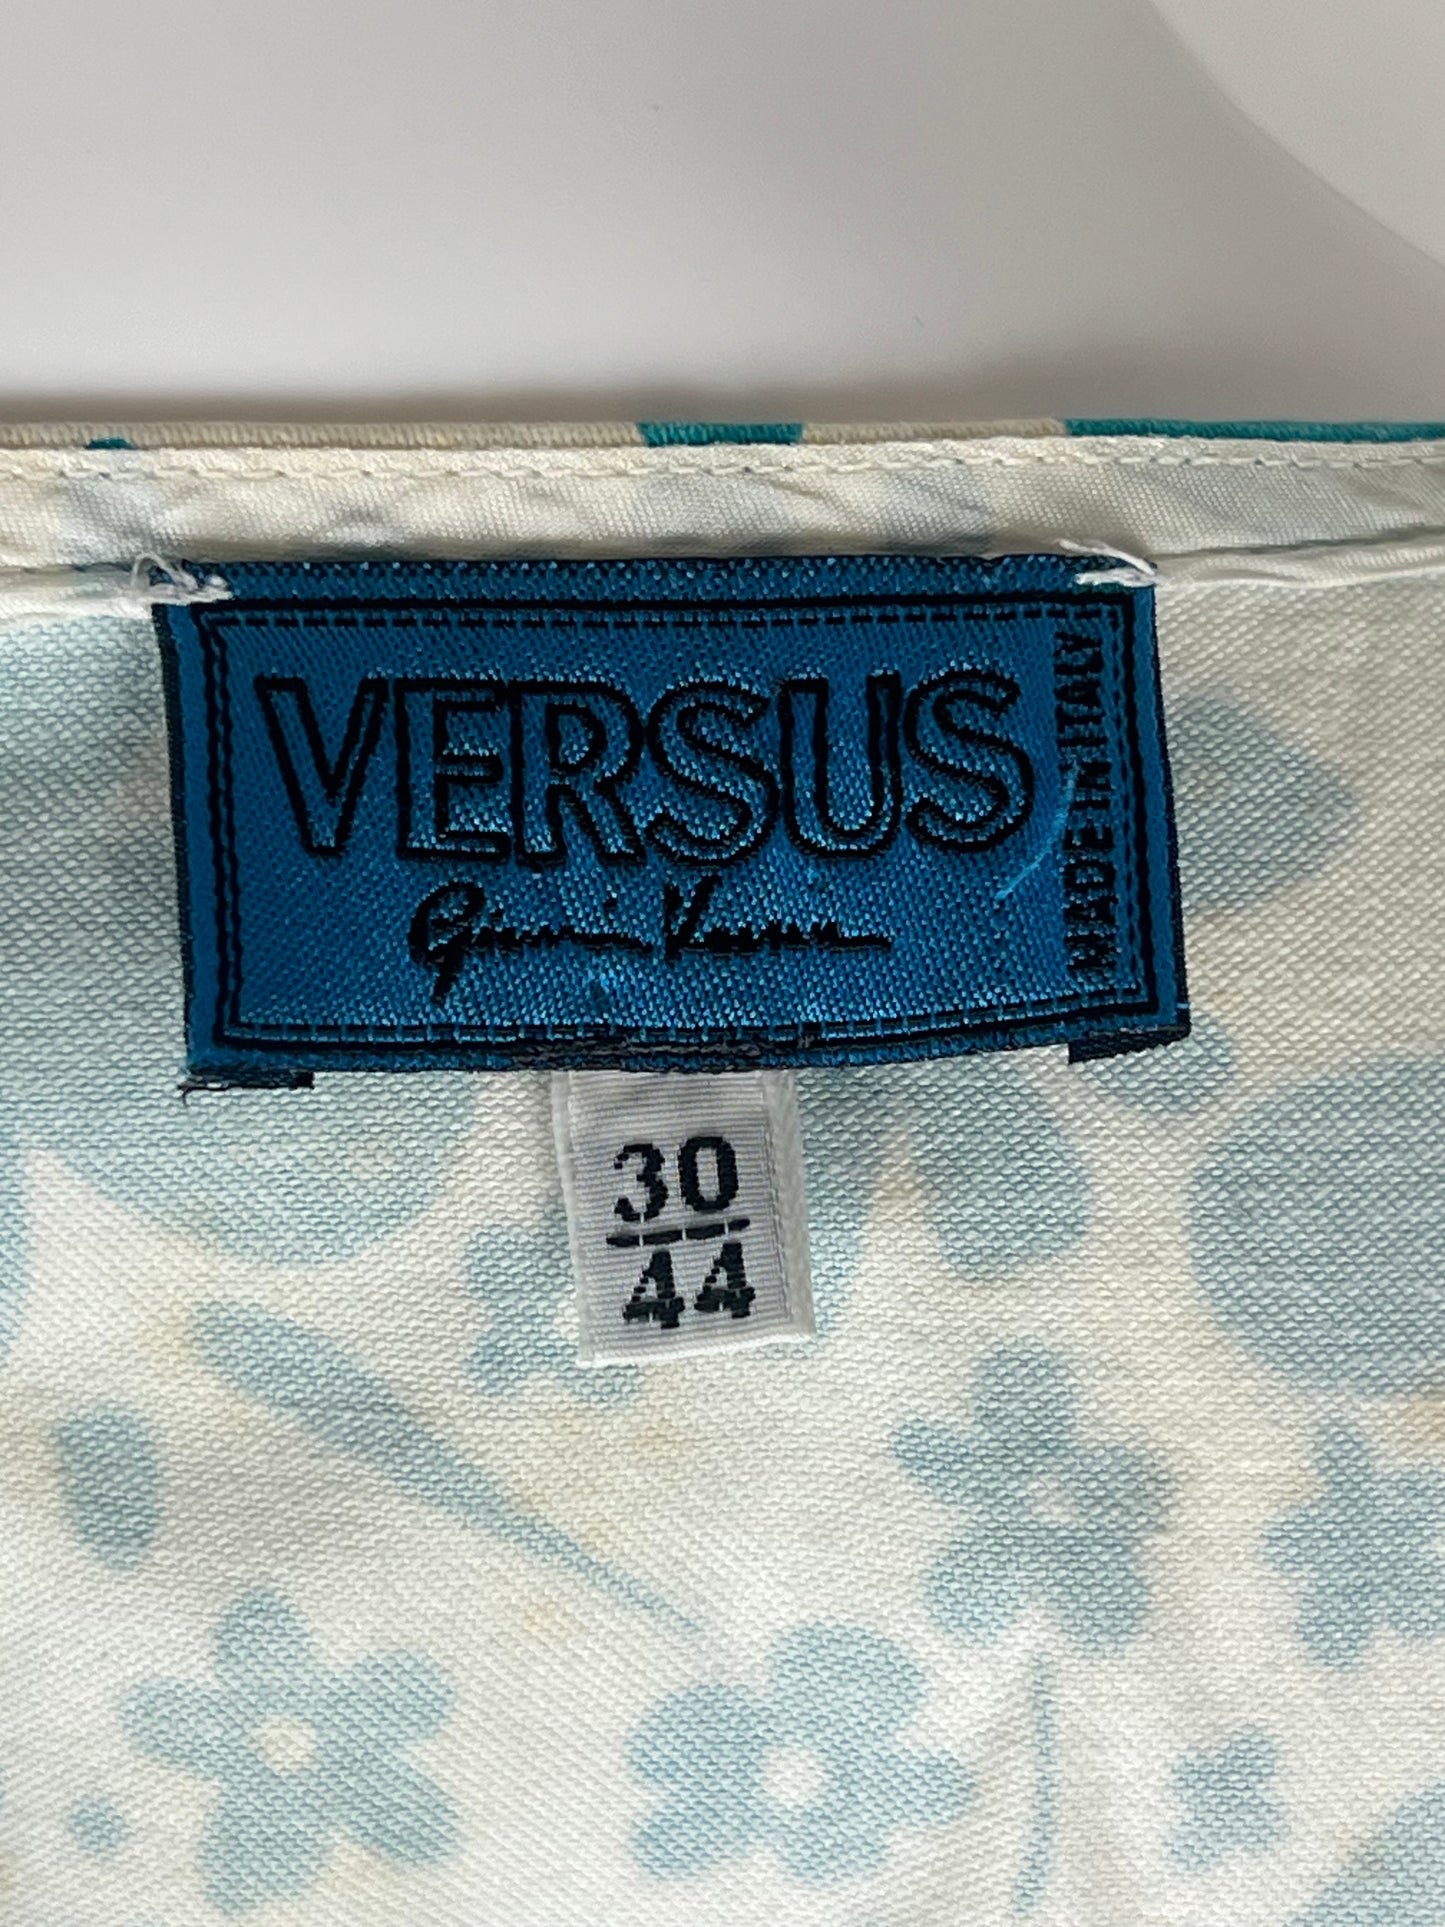 VERSUS
Gianni Versace
MADE IN ITALY
30
44